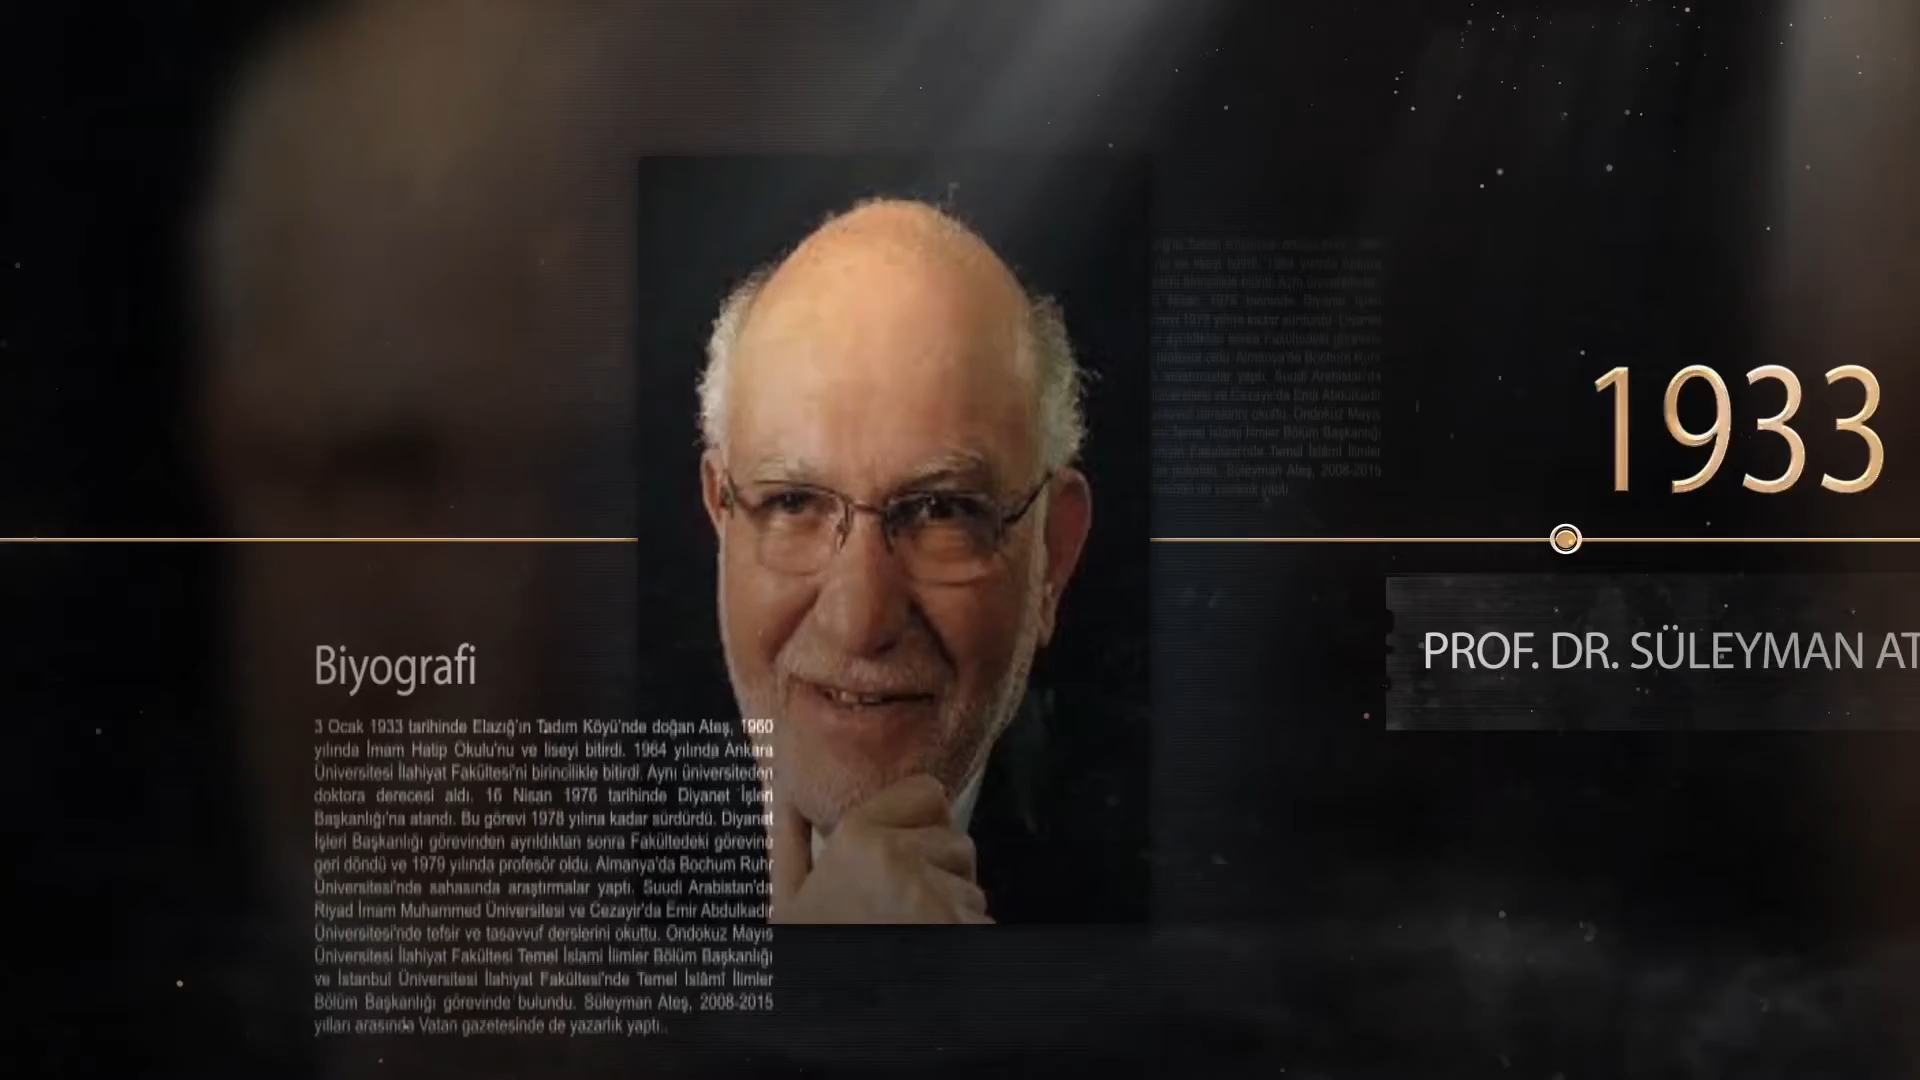 1933
PROF. DR. SÜLEYMAN AT
Biyografi
3 Ocak 1933 tarihinde Elazığ'ın Tadım Köyü'nde doğan Ateş, 1960
yılında İmam Hatip Okulu'nu ve liseyi bitirdi. 1964 yılında Ankara
Üniversitesi İlahiyat Fakültesi'ni birincilikle bitirdi. Aynı üniversiteden
doktora derecesi aldı. 16 Nisan 1976 tarihinde Diyanet İşleri
Başkanlığı'na atandı. Bu görevi 1978 yılına kadar sürdürdü. Diyanet
İşleri Başkanlığı görevinden ayrıldıktan sonra Fakültedeki görevine
geri döndü ve 1979 yılında profesör oldu. Almanya'da Bochum Ruhr
Üniversitesi'nde sahasında araştırmalar yaptı. Suudi Arabistan'da
Riyad İmam Muhammed Üniversitesi ve Cezayir'da Emir Abdulkadir
Üniversitesi'nde tefsir ve tasavvuf derslerini okuttu. Ondokuz Mayıs
Üniversitesi İlahiyat Fakültesi Temel İslamî İlimler Bölüm Başkanlığı
ve İstanbul Üniversitesi İlahiyat Fakültesi'nde Temel İslâmî İlimler
Bölüm Başkanlığı görevinde bulundu. Süleyman Ateş, 2008-2015
yılları arasında Vatan gazetesinde de yazarlık yaptı..